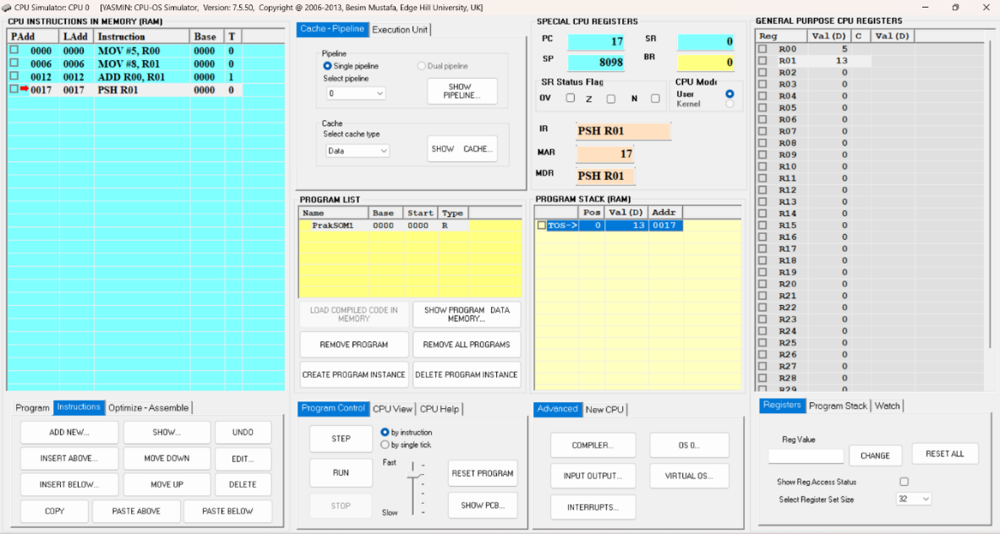 CPU Simulator: CPU 0 [YASMIN: CPU-OS Simulator, Version: 7.5.50, Copyright @ 2006-2013, Besim Mustafa, Edge Hill University, UK]
CPU INSTRUCTIONS IN MEMORY (RAM)
PAdd LAdd Instruction Base T
0000 0000 MOV #5, R00 0000 0
0006 0006 MOV #8, R01 0000 0
0012 0012 ADD R00, R01 0000 1
0017 0017 PSH R01 0000 0
Program Instructions Optimize - Assemble
ADD NEW... SHOW... UNDO
INSERT ABOVE... MOVE DOWN EDIT...
INSERT BELOW... MOVE UP DELETE
COPY PASTE ABOVE PASTE BELOW
Cache - Pipeline Execution Unit
Pipeline
Single pipeline Dual pipeline
Select pipeline
0
SHOW
PIPELINE...
Cache
Select cache type
Data
SHOW CACHE...
PROGRAM LIST
Name Base Start Type
PrakSOM1 0000 0000 R
LOAD COMPILED CODE IN
MEMORY
SHOW PROGRAM DATA
MEMORY...
REMOVE PROGRAM REMOVE ALL PROGRAMS
CREATE PROGRAM INSTANCE DELETE PROGRAM INSTANCE
Program Control CPU View CPU Help
STEP
by instruction
by single tick
RUN
Fast
Slow
RESET PROGRAM
STOP
SHOW PCB...
SPECIAL CPU REGISTERS
PC 17 SR 0
SP 8098 BR 0
SR Status Flag
OV Z N
CPU Mode
User
Kernel
IR PSH R01
MAR 17
MDR PSH R01
PROGRAM STACK (RAM)
Pos Val(D) Addr
TOS-> 0 13 0017
Advanced New CPU
COMPILER... OS 0...
INPUT OUTPUT... VIRTUAL OS...
INTERRUPTS...
GENERAL PURPOSE CPU REGISTERS
Reg Val(D) C Val(D)
R00 5
R01 13
R02 0
R03 0
R04 0
R05 0
R06 0
R07 0
R08 0
R09 0
R10 0
R11 0
R12 0
R13 0
R14 0
R15 0
R16 0
R17 0
R18 0
R19 0
R20 0
R21 0
R22 0
R23 0
R24 0
R25 0
R26 0
R27 0
R28 0
R29 0
Registers Program Stack Watch
Reg Value
CHANGE RESET ALL
Show Reg Access Status
Select Register Set Size 32